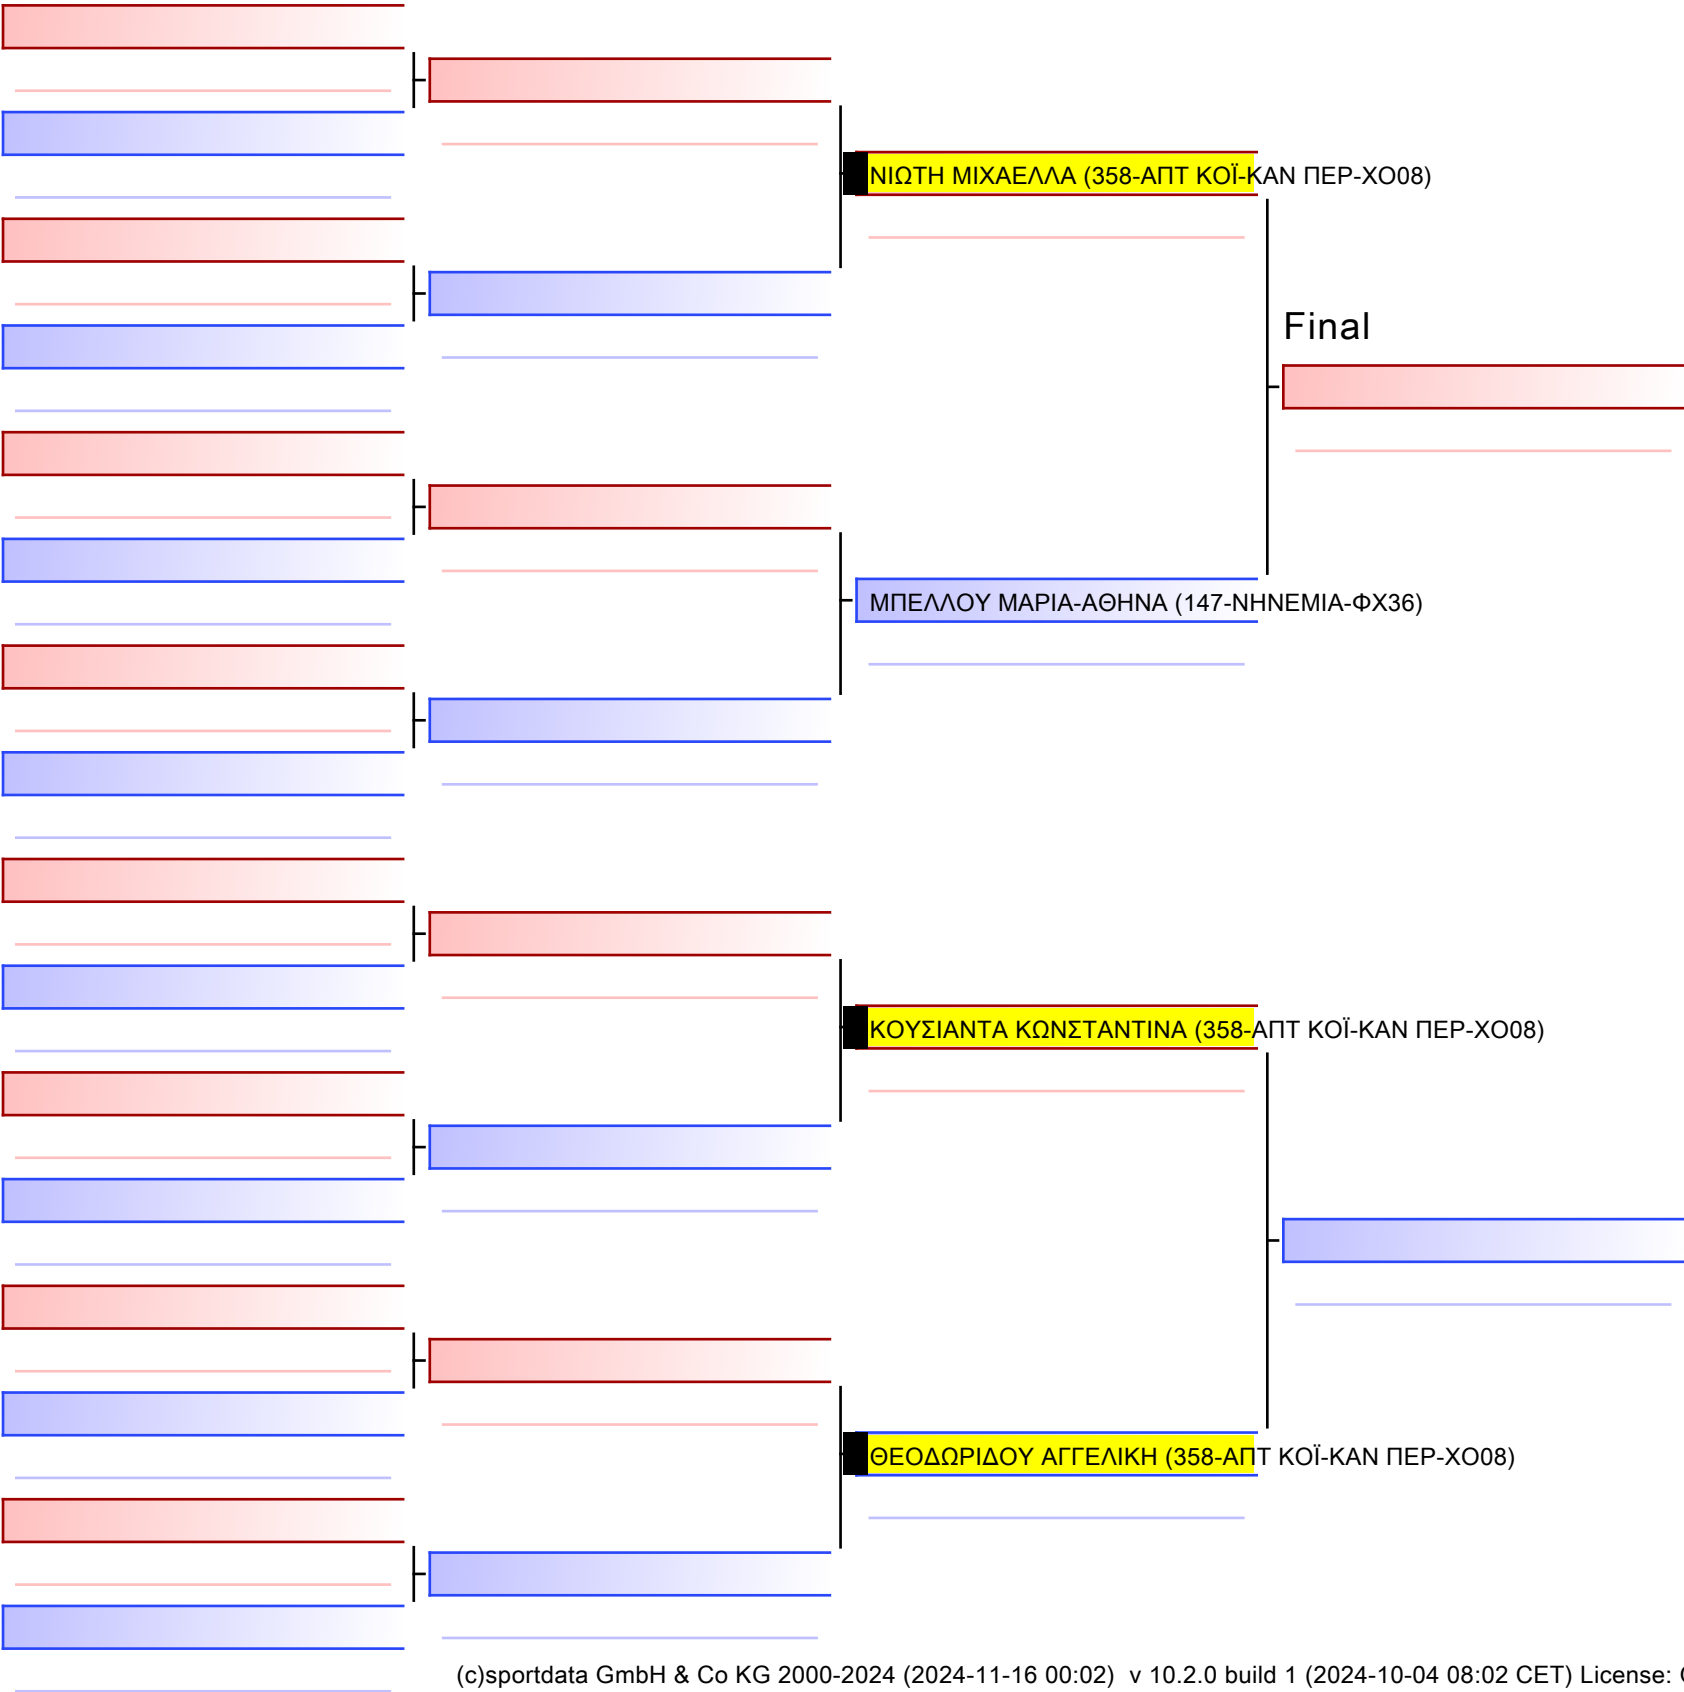 ΝΙΩΤΗ ΜΙΧΑΕΛΛΑ (358-ΑΠΤ ΚΟΪ-ΚΑΝ ΠΕΡ-ΧΟ08)
Final
ΜΠΕΛΛΟΥ ΜΑΡΙΑ-ΑΘΗΝΑ (147-ΝΗΝΕΜΙΑ-ΦΧ36)
ΚΟΥΣΙΑΝΤΑ ΚΩΝΣΤΑΝΤΙΝΑ (358-ΑΠΤ ΚΟΪ-ΚΑΝ ΠΕΡ-ΧΟ08)
ΘΕΟΔΩΡΙΔΟΥ ΑΓΓΕΛΙΚΗ (358-ΑΠΤ ΚΟΪ-ΚΑΝ ΠΕΡ-ΧΟ08)
(c)sportdata GmbH & Co KG 2000-2024 (2024-11-16 00:02) v 10.2.0 build 1 (2024-10-04 08:02 CET) License: